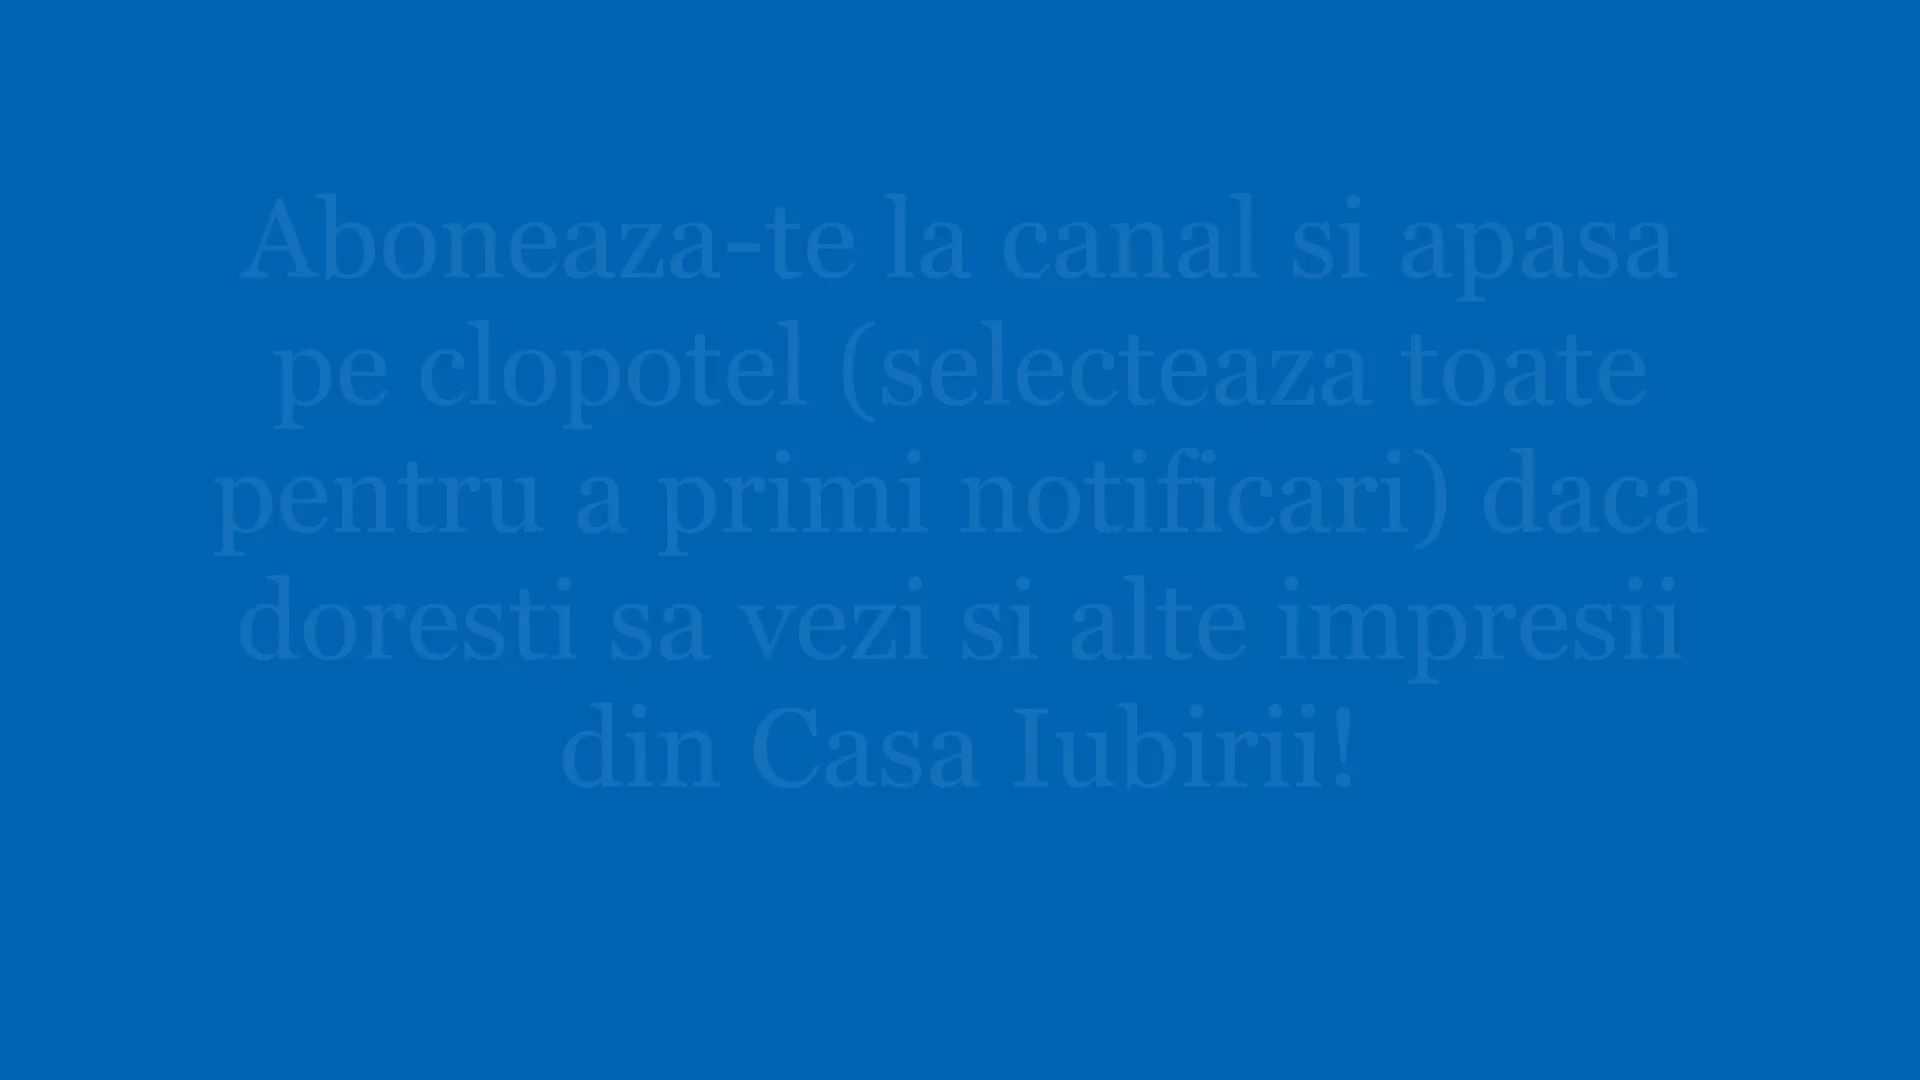 Aboneaza-te la canal si apasa
pe clopotel (selecteaza toate
pentru a primi notificari) daca
doresti sa vezi si alte impresii
din Casa Iubirii!